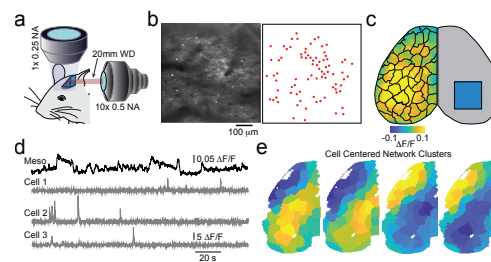 a
1x 0.25 NA
20mm WD
10x 0.5 NA
b
100 μm
c
-0.1 0.1
ΔF/F
d
Meso
0.05 ΔF/F
Cell 1
Cell 2
Cell 3
5 ΔF/F
20 s
e
Cell Centered Network Clusters